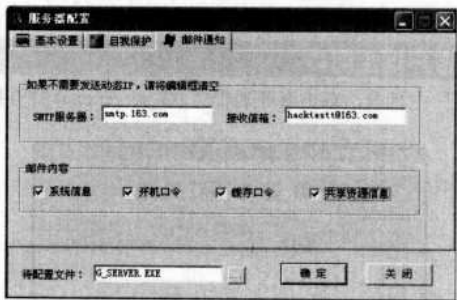 服务器配置
基本设置 自我保护 邮件通知
如果不需要发送动态IP，请将编辑框清空
SMTP服务器： smtp.163.com 接收信箱： hacktestt@163.com
邮件内容
系统信息 开机口令 缓存口令 共享资源信息
待配置文件： G_SERVER.EXE ... 确定 关闭